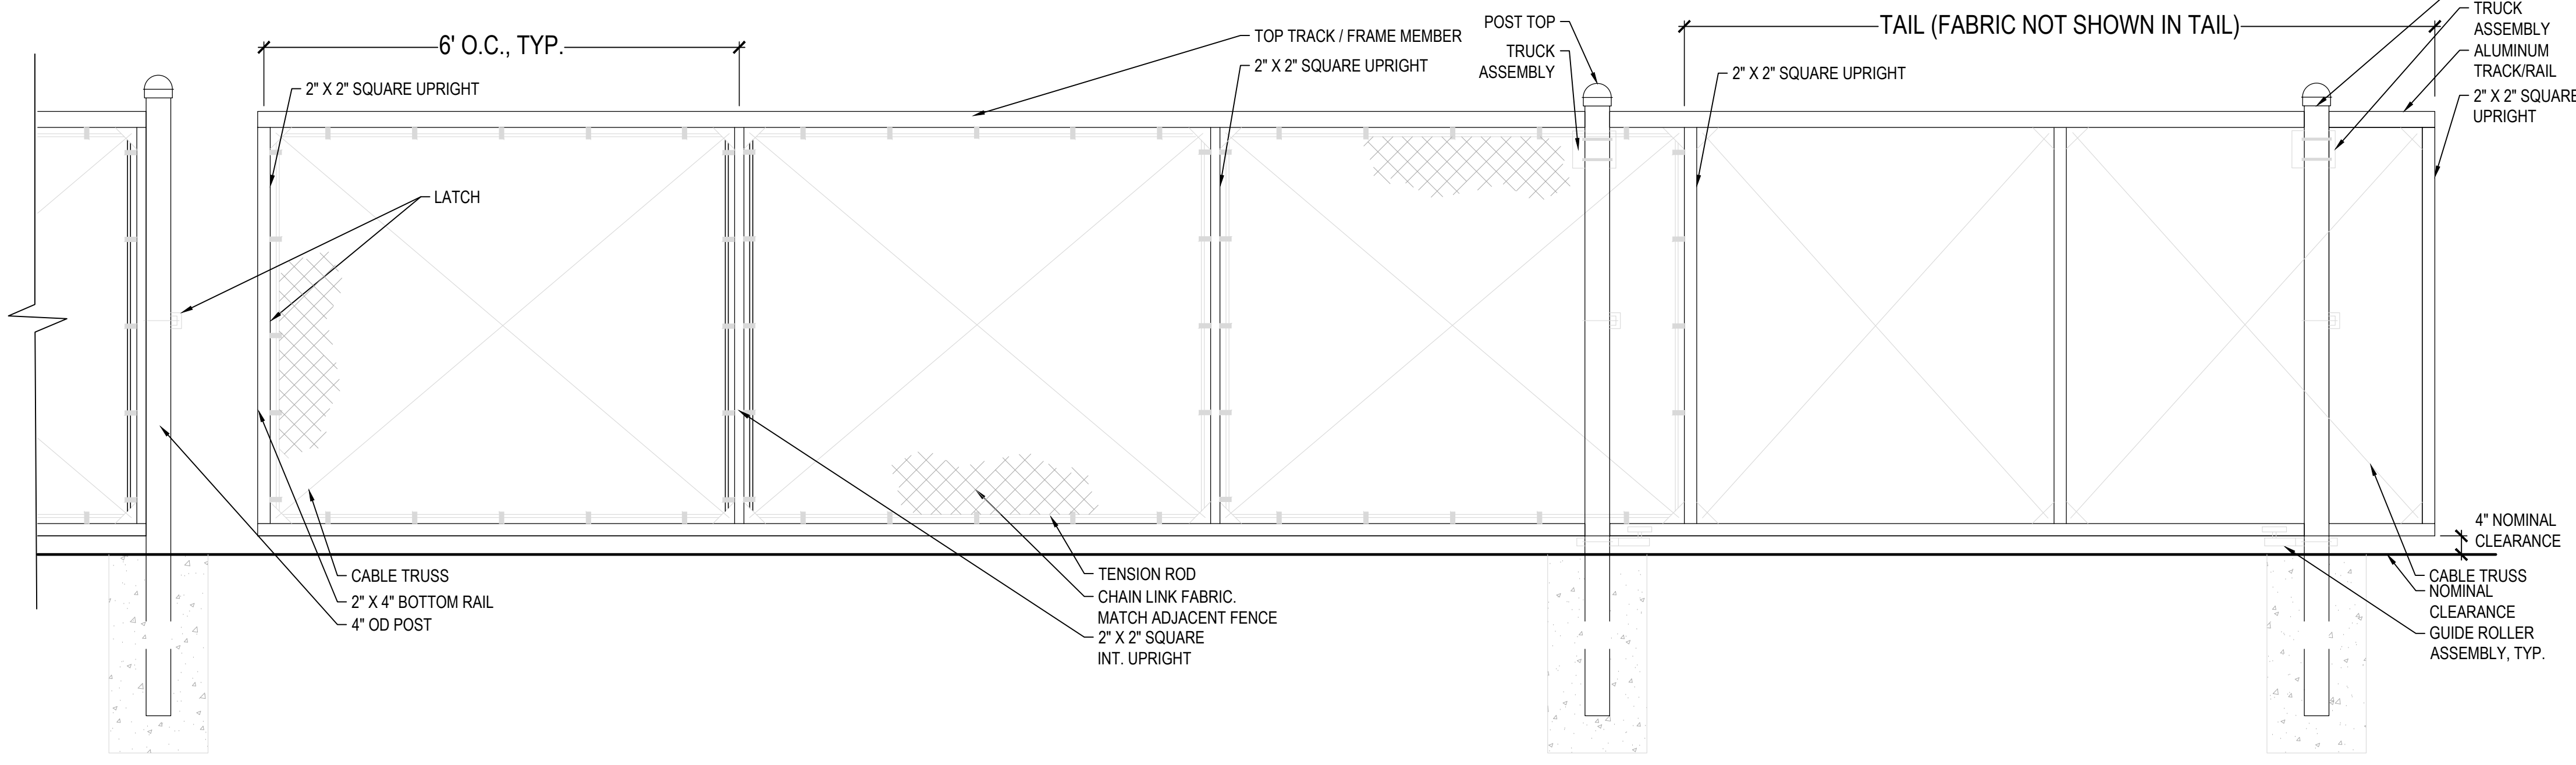 6' O.C., TYP.
2" X 2" SQUARE UPRIGHT
LATCH
TOP TRACK / FRAME MEMBER
2" X 2" SQUARE UPRIGHT
POST TOP
TRUCK
ASSEMBLY
TAIL (FABRIC NOT SHOWN IN TAIL)
2" X 2" SQUARE UPRIGHT
TRUCK
ASSEMBLY
ALUMINUM
TRACK/RAIL
2" X 2" SQUARE
UPRIGHT
CABLE TRUSS
2" X 4" BOTTOM RAIL
4" OD POST
TENSION ROD
CHAIN LINK FABRIC.
MATCH ADJACENT FENCE
2" X 2" SQUARE
INT. UPRIGHT
4" NOMINAL
CLEARANCE
CABLE TRUSS
NOMINAL
CLEARANCE
GUIDE ROLLER
ASSEMBLY, TYP.